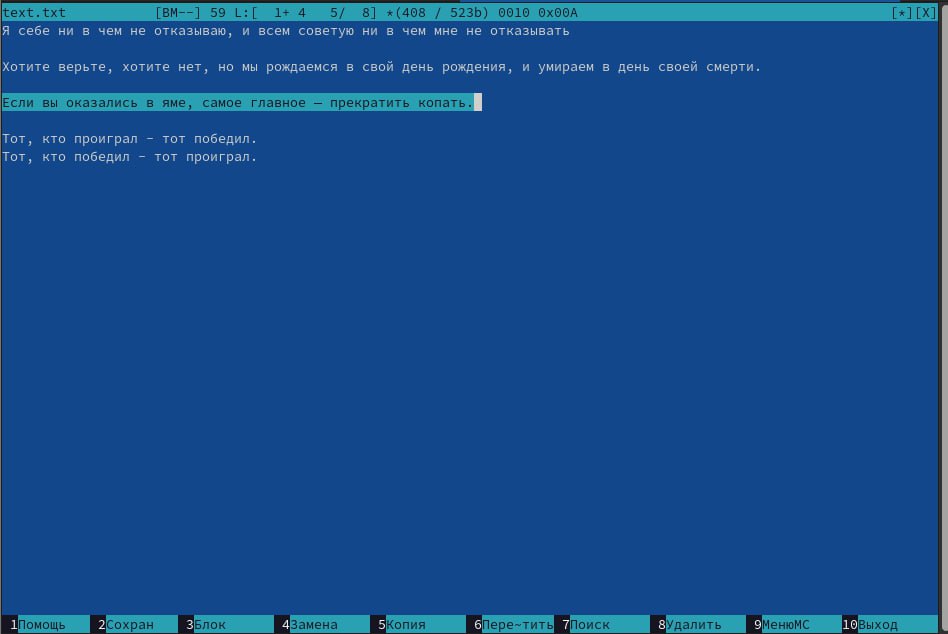 text.txt [BM--] 59 L:[ 1+ 4 5/ 8] *(408 / 523b) 0010 0x00A [*][X]
Я себе ни в чем не отказываю, и всем советую ни в чем мне не отказывать
Хотите верьте, хотите нет, но мы рождаемся в свой день рождения, и умираем в день своей смерти.
Если вы оказались в яме, самое главное — прекратить копать.
Тот, кто проиграл - тот победил.
Тот, кто победил - тот проиграл.
1Помощь 2Сохран 3Блок 4Замена 5Копия 6Пере~тить 7Поиск 8Удалить 9МенюMC 10Выход